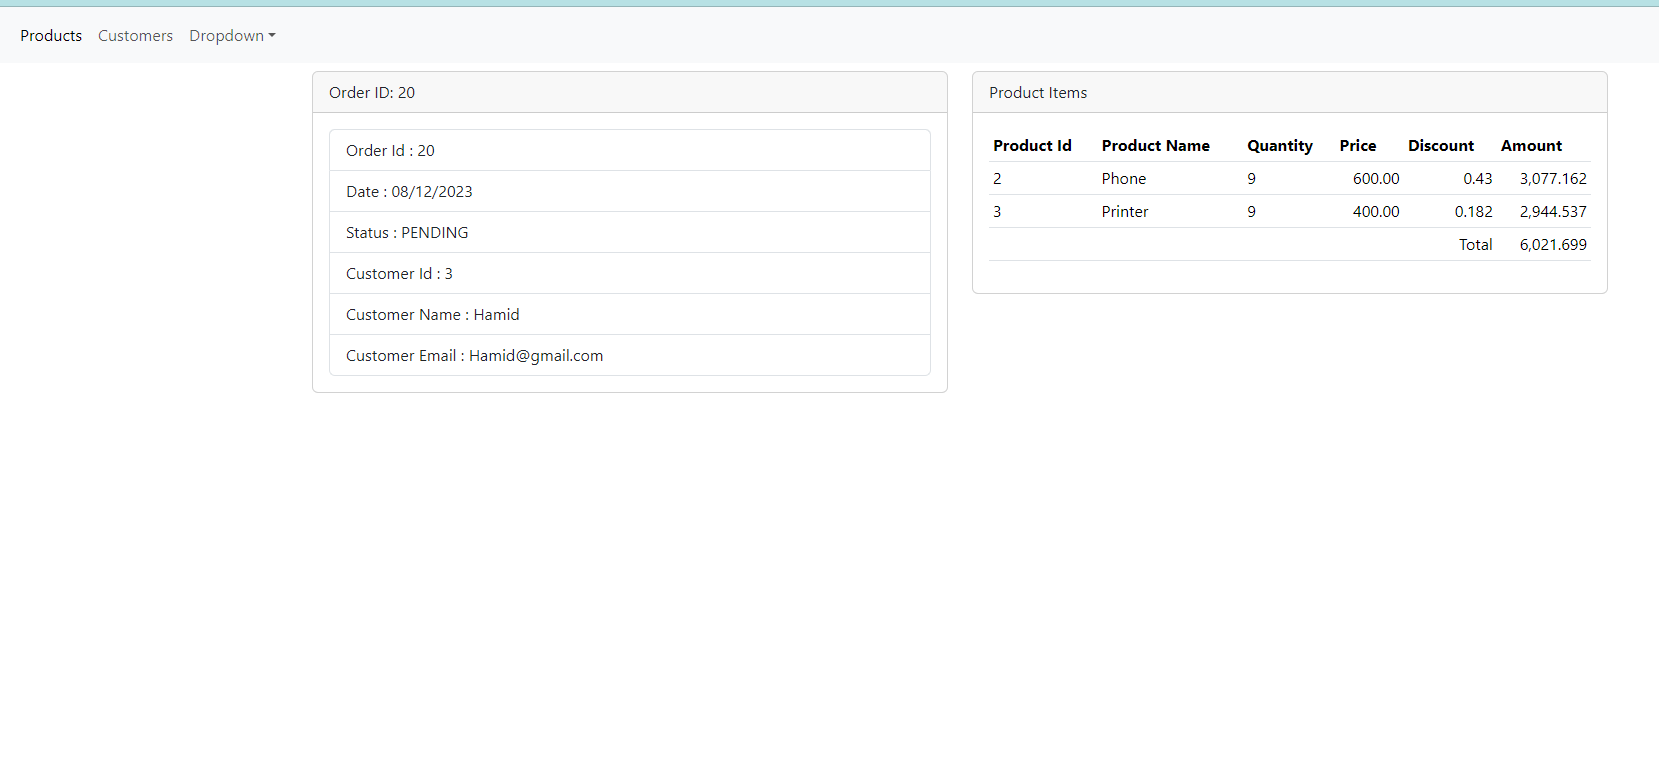 Products Customers Dropdown
Order ID: 20
Order Id : 20
Date : 08/12/2023
Status : PENDING
Customer Id : 3
Customer Name : Hamid
Customer Email : Hamid@gmail.com
Product Items
Product Id Product Name Quantity Price Discount Amount
2 Phone 9 600.00 0.43 3,077.162
3 Printer 9 400.00 0.182 2,944.537
Total 6,021.699